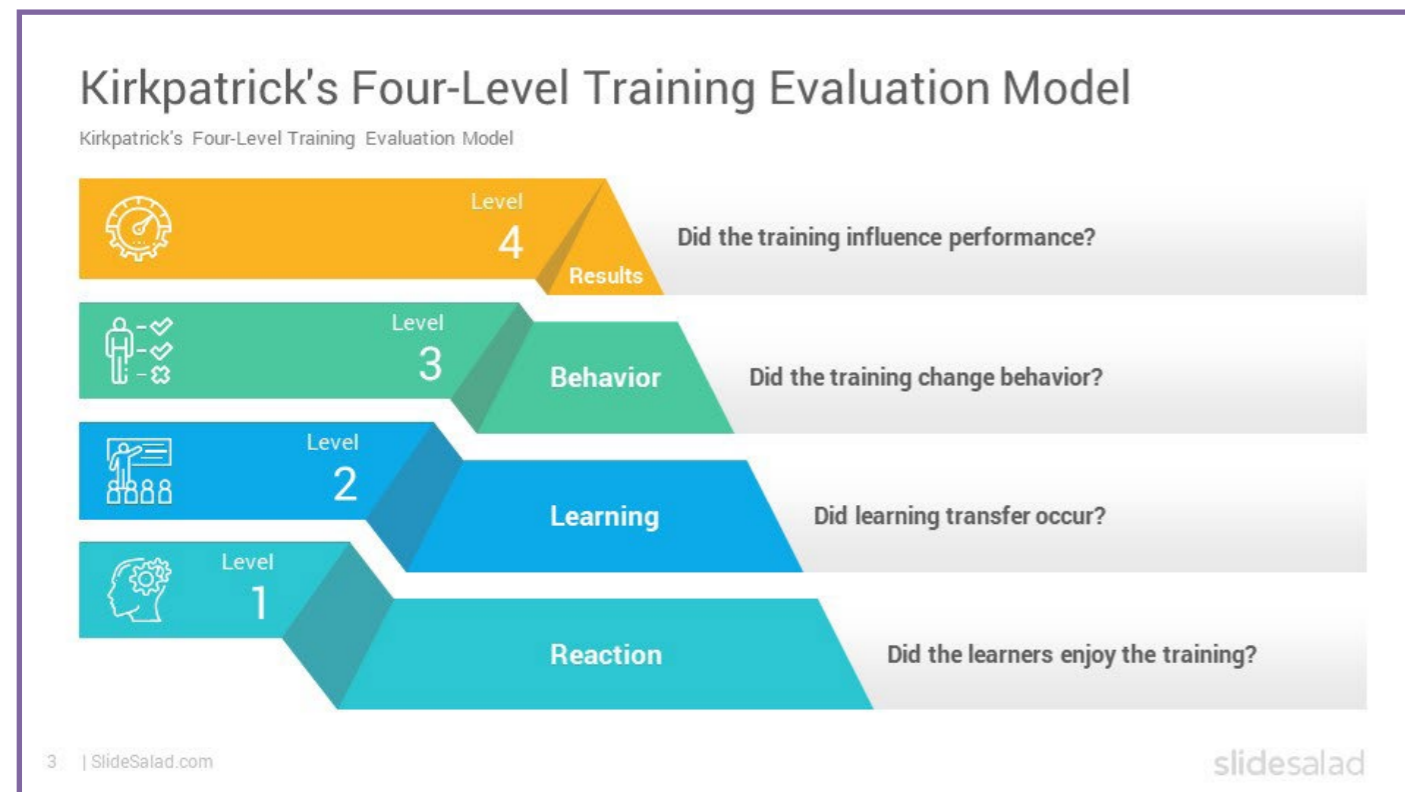 Kirkpatrick's Four-Level Training Evaluation Model
Kirkpatrick's Four-Level Training Evaluation Model
Level
4
Results
Did the training influence performance?
Level
3
Behavior
Did the training change behavior?
Level
2
Learning
Did learning transfer occur?
Level
1
Reaction
Did the learners enjoy the training?
3 | SlideSalad.com
slidesalad